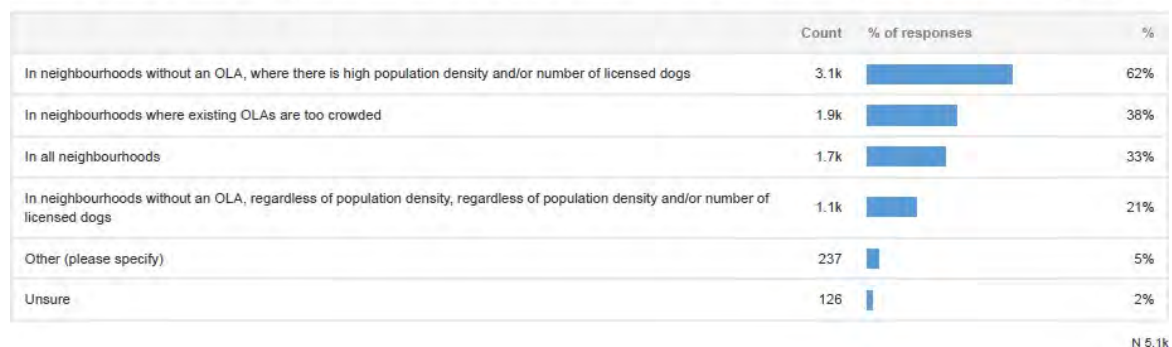 Count % of responses %
In neighbourhoods without an OLA, where there is high population density and/or number of licensed dogs 3.1k 62%
In neighbourhoods where existing OLAs are too crowded 1.9k 38%
In all neighbourhoods 1.7k 33%
In neighbourhoods without an OLA, regardless of population density, regardless of population density and/or number of
licensed dogs 1.1k 21%
Other (please specify) 237 5%
Unsure 126 2%
N 5.1k